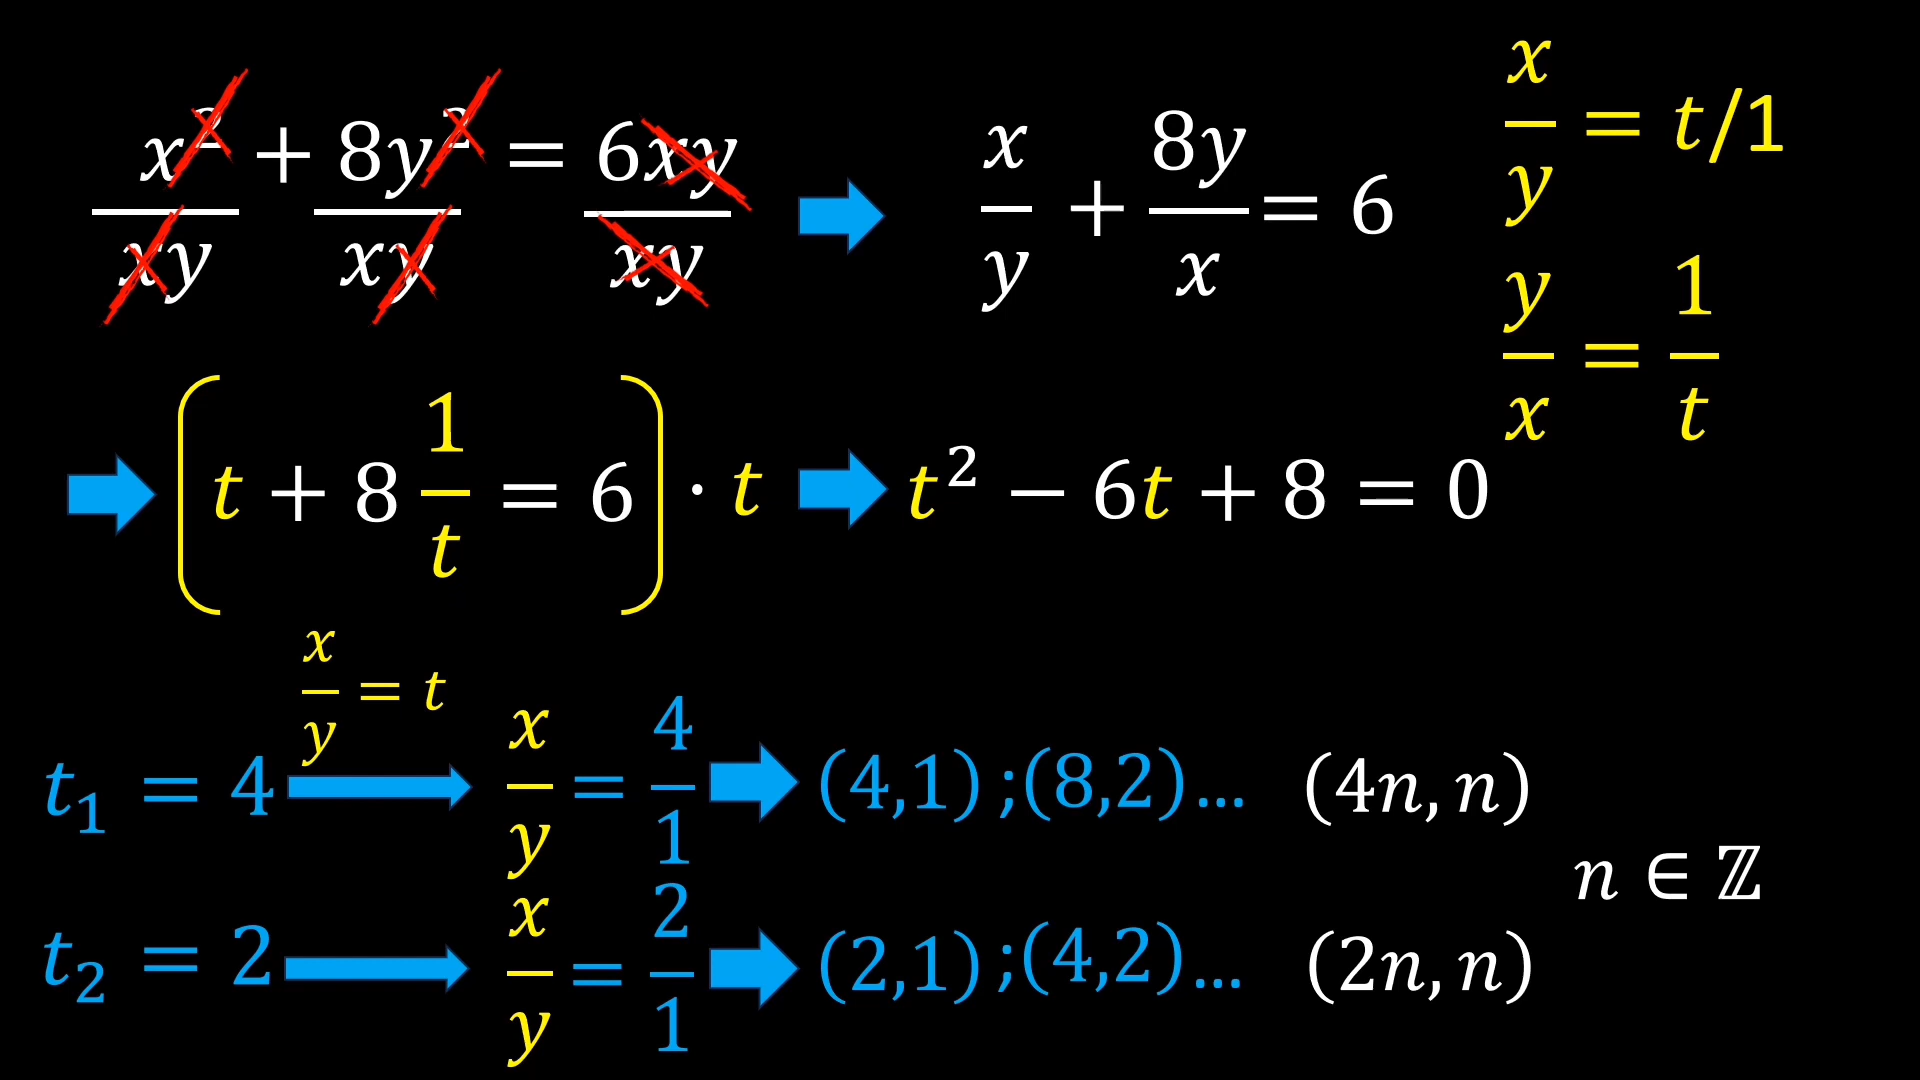 x²/xy + 8y²/xy = 6xy/xy
x/y + 8y/x = 6
x/y = t/1
y/x = 1/t
(t + 8 1/t = 6) · t
t² − 6t + 8 = 0
x/y = t
t₁ = 4
x/y = 4/1
(4,1) ;(8,2)...
(4n, n)
n ∈ ℤ
t₂ = 2
x/y = 2/1
(2,1) ;(4,2)...
(2n, n)